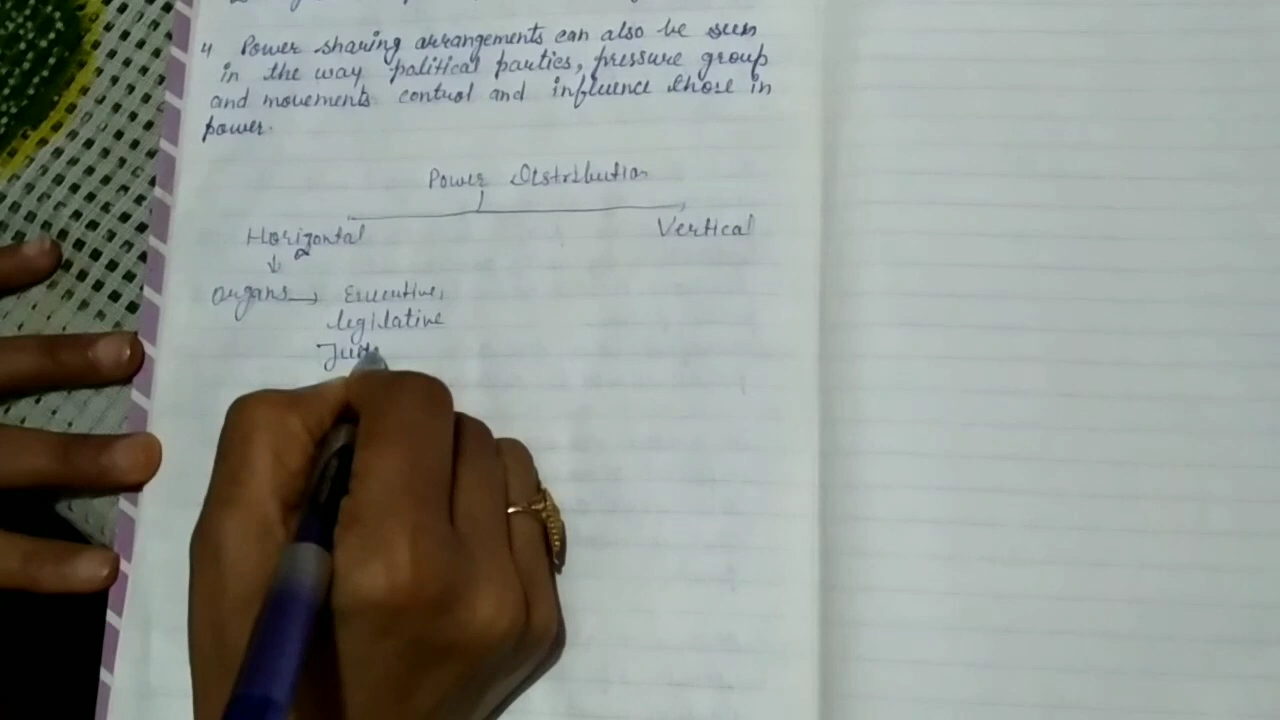 4 Power sharing arrangements can also be seen
in the way political parties, pressure group
and movements control and influence those in
power.
Power Distribution
Horizontal Vertical
Organs → Executive,
legislative